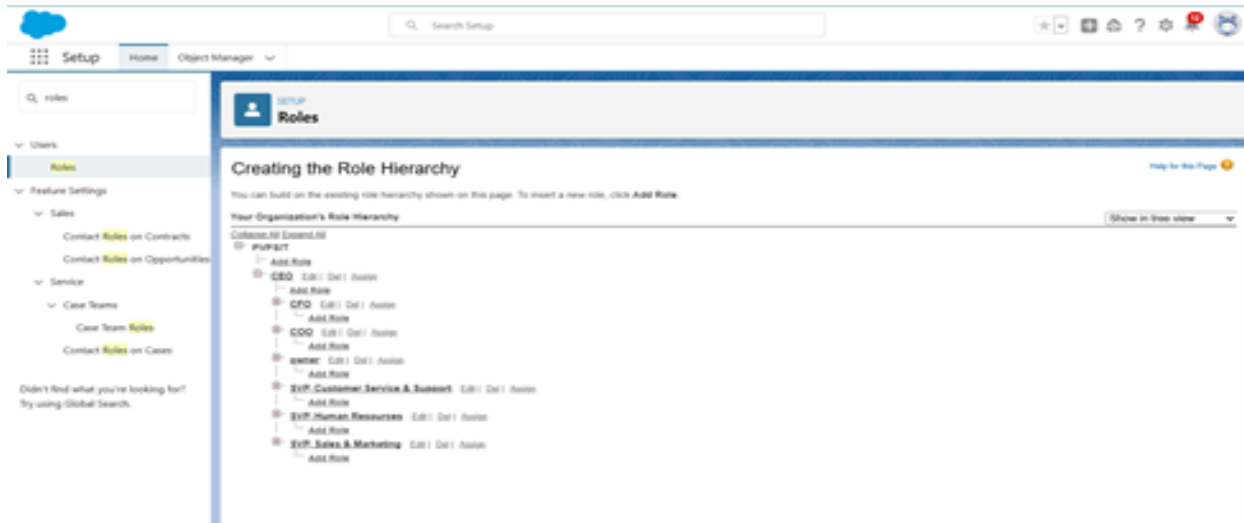 Search Setup
Setup Home Object Manager
roles
Users
Roles
Feature Settings
Sales
Contact Roles on Contracts
Contact Roles on Opportunities
Service
Case Teams
Case Team Roles
Contact Roles on Cases
Didn't find what you're looking for?
Try using Global Search.
SETUP
Roles
Creating the Role Hierarchy
Help for this Page
You can build on the existing role hierarchy shown on this page. To insert a new role, click Add Role.
Your Organization's Role Hierarchy
Show in tree view
Collapse All Expand All
PVPSIT
Add Role
CEO Edit | Del | Assign
Add Role
CFO Edit | Del | Assign
Add Role
COO Edit | Del | Assign
Add Role
owner Edit | Del | Assign
Add Role
SVP, Customer Service & Support Edit | Del | Assign
Add Role
SVP, Human Resources Edit | Del | Assign
Add Role
SVP, Sales & Marketing Edit | Del | Assign
Add Role